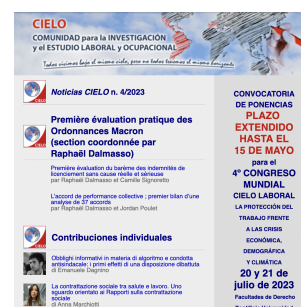 CIELO
COMUNIDAD para la INVESTIGACIÓN
y el ESTUDIO LABORAL y OCUPACIONAL
Todos vivimos bajo el mismo cielo, pero no todos tenemos el mismo horizonte
Noticias CIELO n. 4/2023
Première évaluation pratique des
Ordonnances Macron
(section coordonnée par
Raphaël Dalmasso)
Première évaluation du barème des indemnités de
licenciement sans cause réelle et sérieuse
par Raphaël Dalmasso et Camille Signoretto
L'accord de performance collective ; premier bilan d'une
analyse de 37 accords
par Raphaël Dalmasso et Jordan Poulet
Contribuciones individuales
Obblighi informativi in materia di algoritmo e condotta
antisindacale: i primi effetti di una disposizione dibattuta
di Emanuele Dagnino
La contrattazione sociale tra salute e lavoro. Uno
sguardo orientato ai Rapporti sulla contrattazione
sociale
di Anna Marchiotti
CONVOCATORIA
DE PONENCIAS
PLAZO
EXTENDIDO
HASTA EL
15 DE MAYO
para el
4º CONGRESO
MUNDIAL
CIELO LABORAL
LA PROTECCIÓN DEL
TRABAJO FRENTE
A LAS CRISIS
ECONÓMICA,
DEMOGRÁFICA
Y CLIMÁTICA
20 y 21 de
julio de 2023
Facultades de Derecho